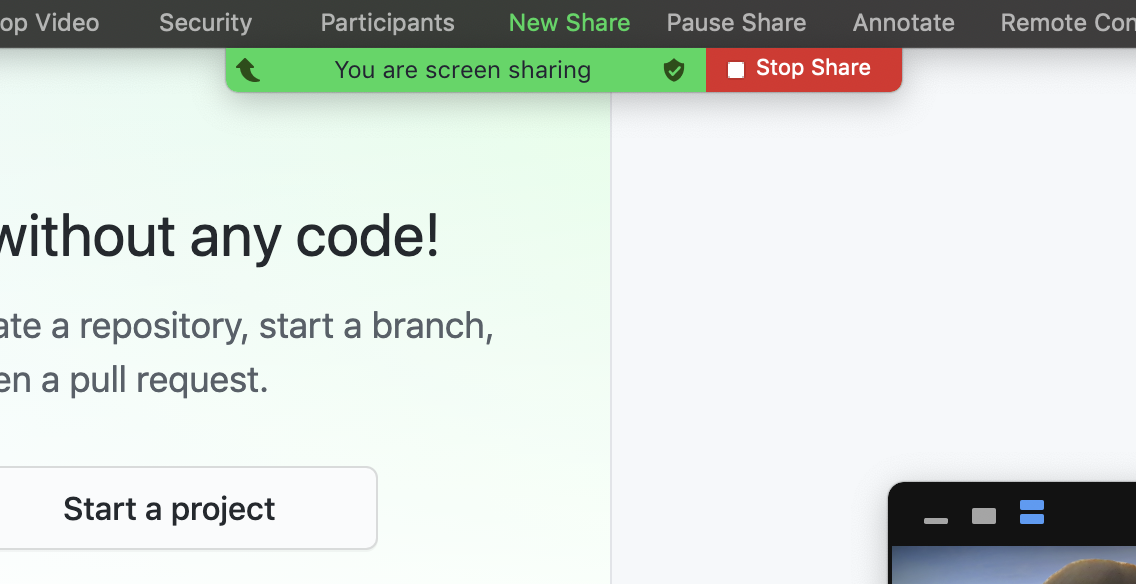 op Video Security Participants New Share Pause Share Annotate Remote Con
You are screen sharing Stop Share
without any code!
ate a repository, start a branch,
en a pull request.
Start a project